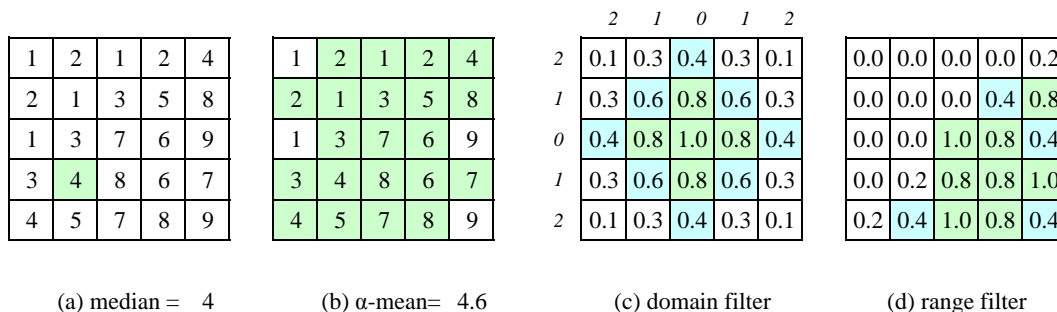 2 1 0 1 2
1 2 1 2 4 1 2 1 2 4 2 0.1 0.3 0.4 0.3 0.1 0.0 0.0 0.0 0.0 0.2
2 1 3 5 8 2 1 3 5 8 1 0.3 0.6 0.8 0.6 0.3 0.0 0.0 0.0 0.4 0.8
1 3 7 6 9 1 3 7 6 9 0 0.4 0.8 1.0 0.8 0.4 0.0 0.0 1.0 0.8 0.4
3 4 8 6 7 3 4 8 6 7 1 0.3 0.6 0.8 0.6 0.3 0.0 0.2 0.8 0.8 1.0
4 5 7 8 9 4 5 7 8 9 2 0.1 0.3 0.4 0.3 0.1 0.2 0.4 1.0 0.8 0.4
(a) median = 4 (b) α-mean= 4.6 (c) domain filter (d) range filter